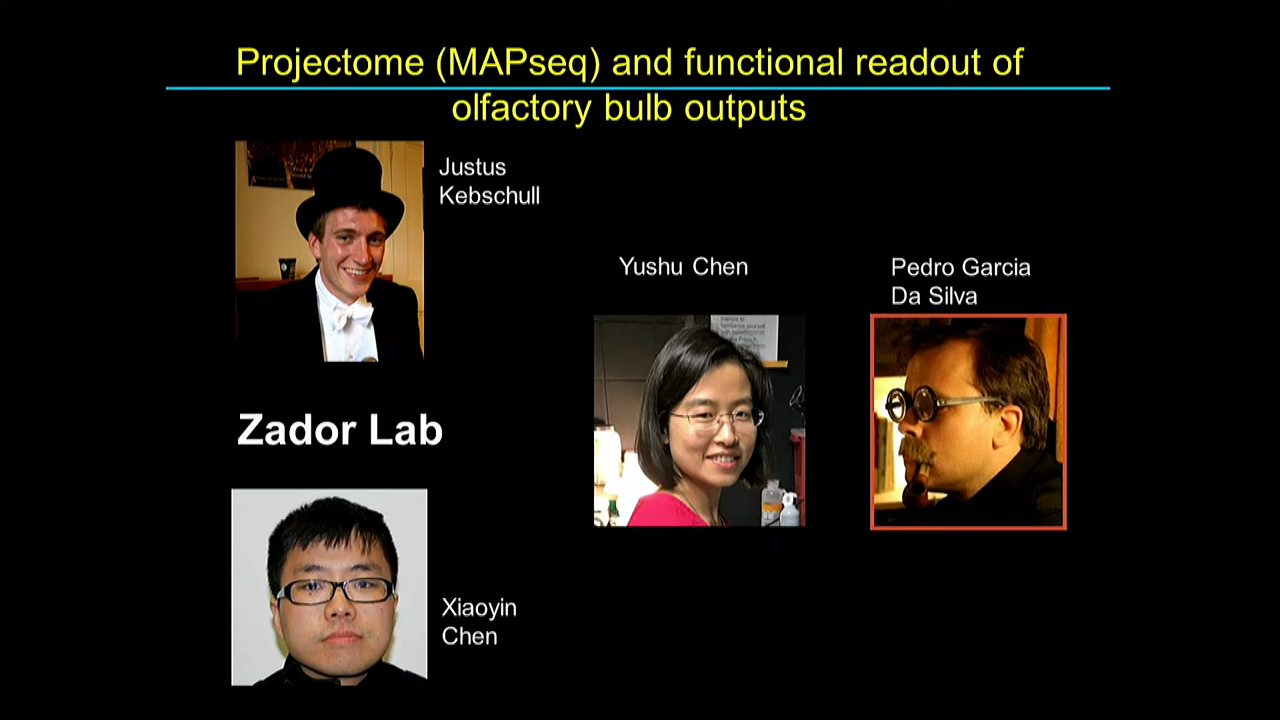 Projectome (MAPseq) and functional readout of
olfactory bulb outputs
Justus
Kebschull
Yushu Chen
Pedro Garcia
Da Silva
Zador Lab
Xiaoyin
Chen